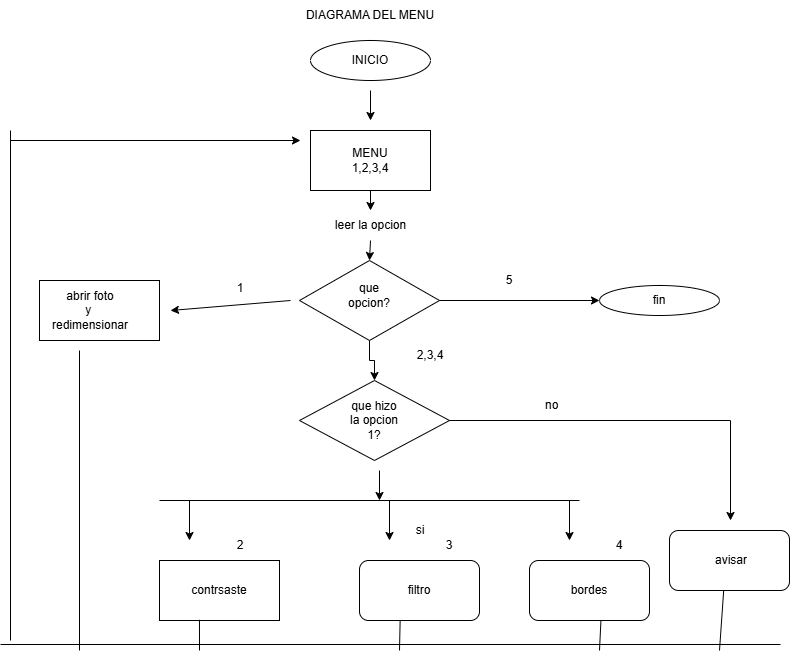 DIAGRAMA DEL MENU
INICIO
MENU
1,2,3,4
leer la opcion
que
opcion?
1
5
fin
abrir foto
y
redimensionar
2,3,4
que hizo
la opcion
1?
no
si
2
3
4
contrsaste
filtro
bordes
avisar